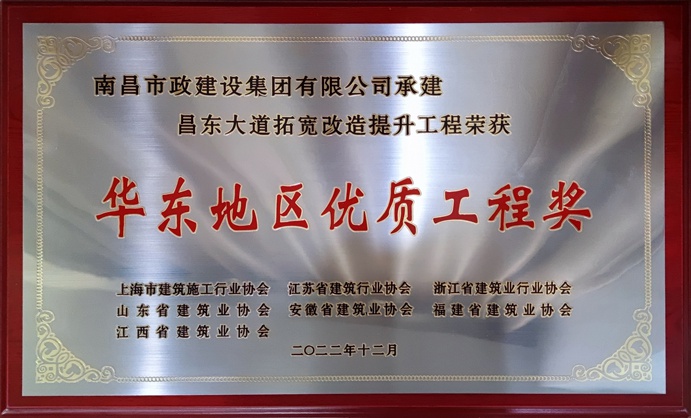 南昌市政建设集团有限公司承建
昌东大道拓宽改造提升工程荣获
华东地区优质工程奖
上海市建筑施工行业协会 江苏省建筑行业协会 浙江省建筑业行业协会
山东省建筑业协会 安徽省建筑业协会 福建省建筑业协会
江西省建筑业协会
二〇二二年十二月